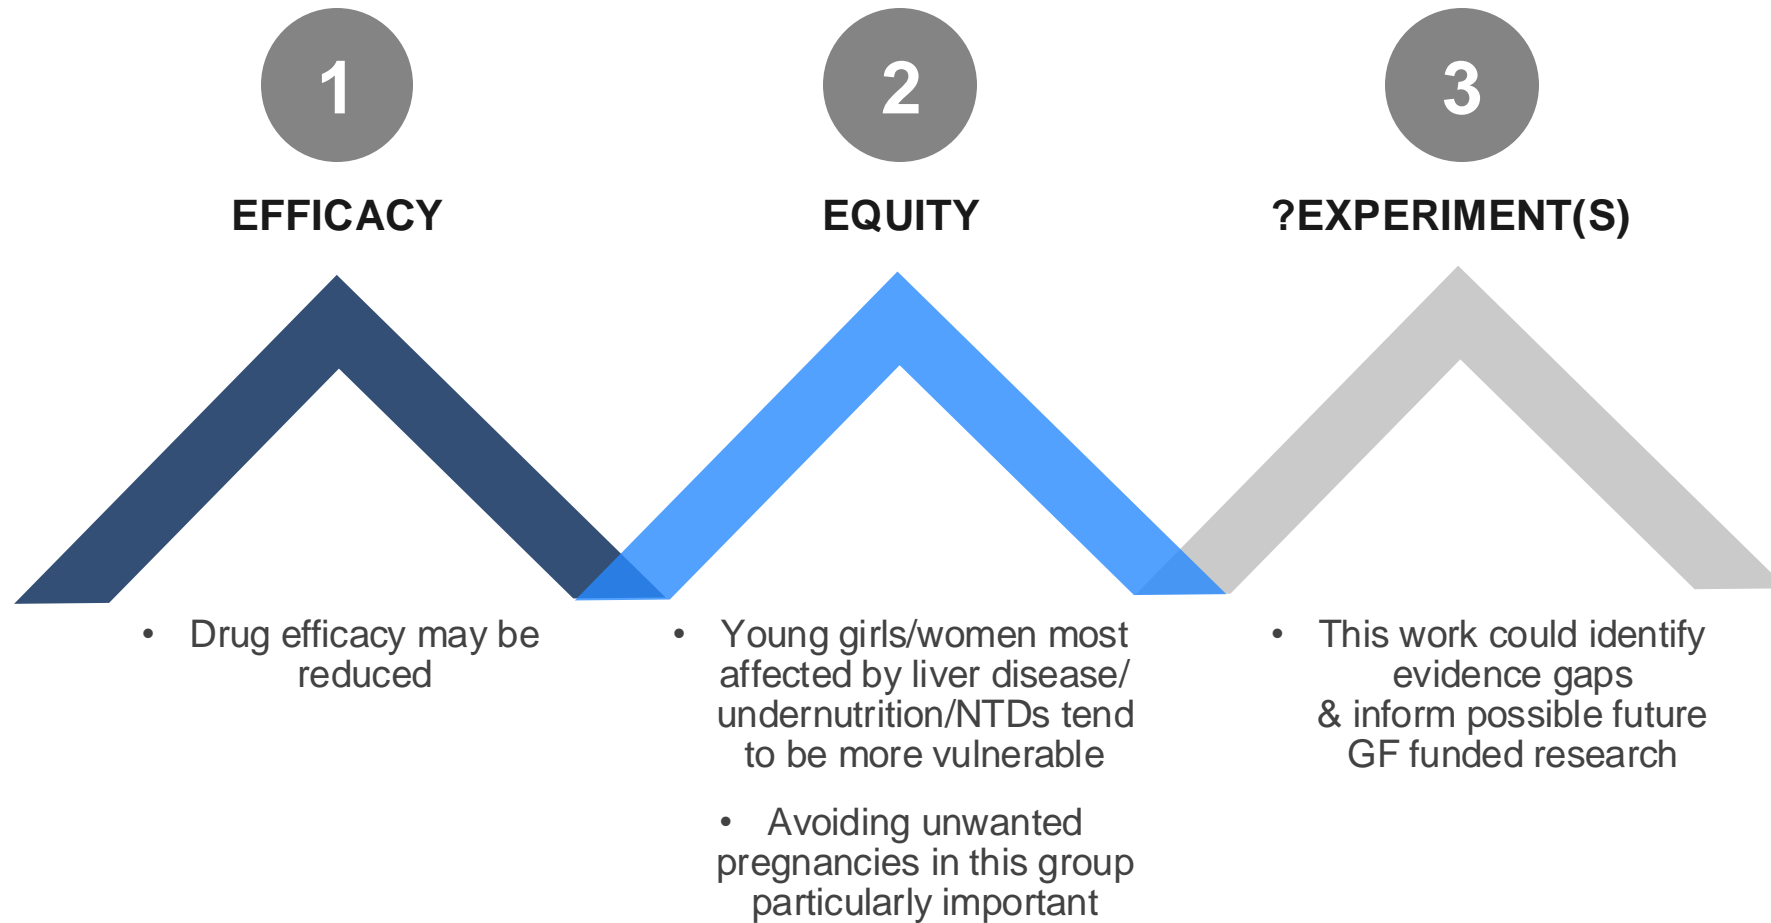 1
EFFICACY
• Drug efficacy may be
reduced
2
EQUITY
• Young girls/women most
affected by liver disease/
undernutrition/NTDs tend
to be more vulnerable
• Avoiding unwanted
pregnancies in this group
particularly important
3
?EXPERIMENT(S)
• This work could identify
evidence gaps
& inform possible future
GF funded research